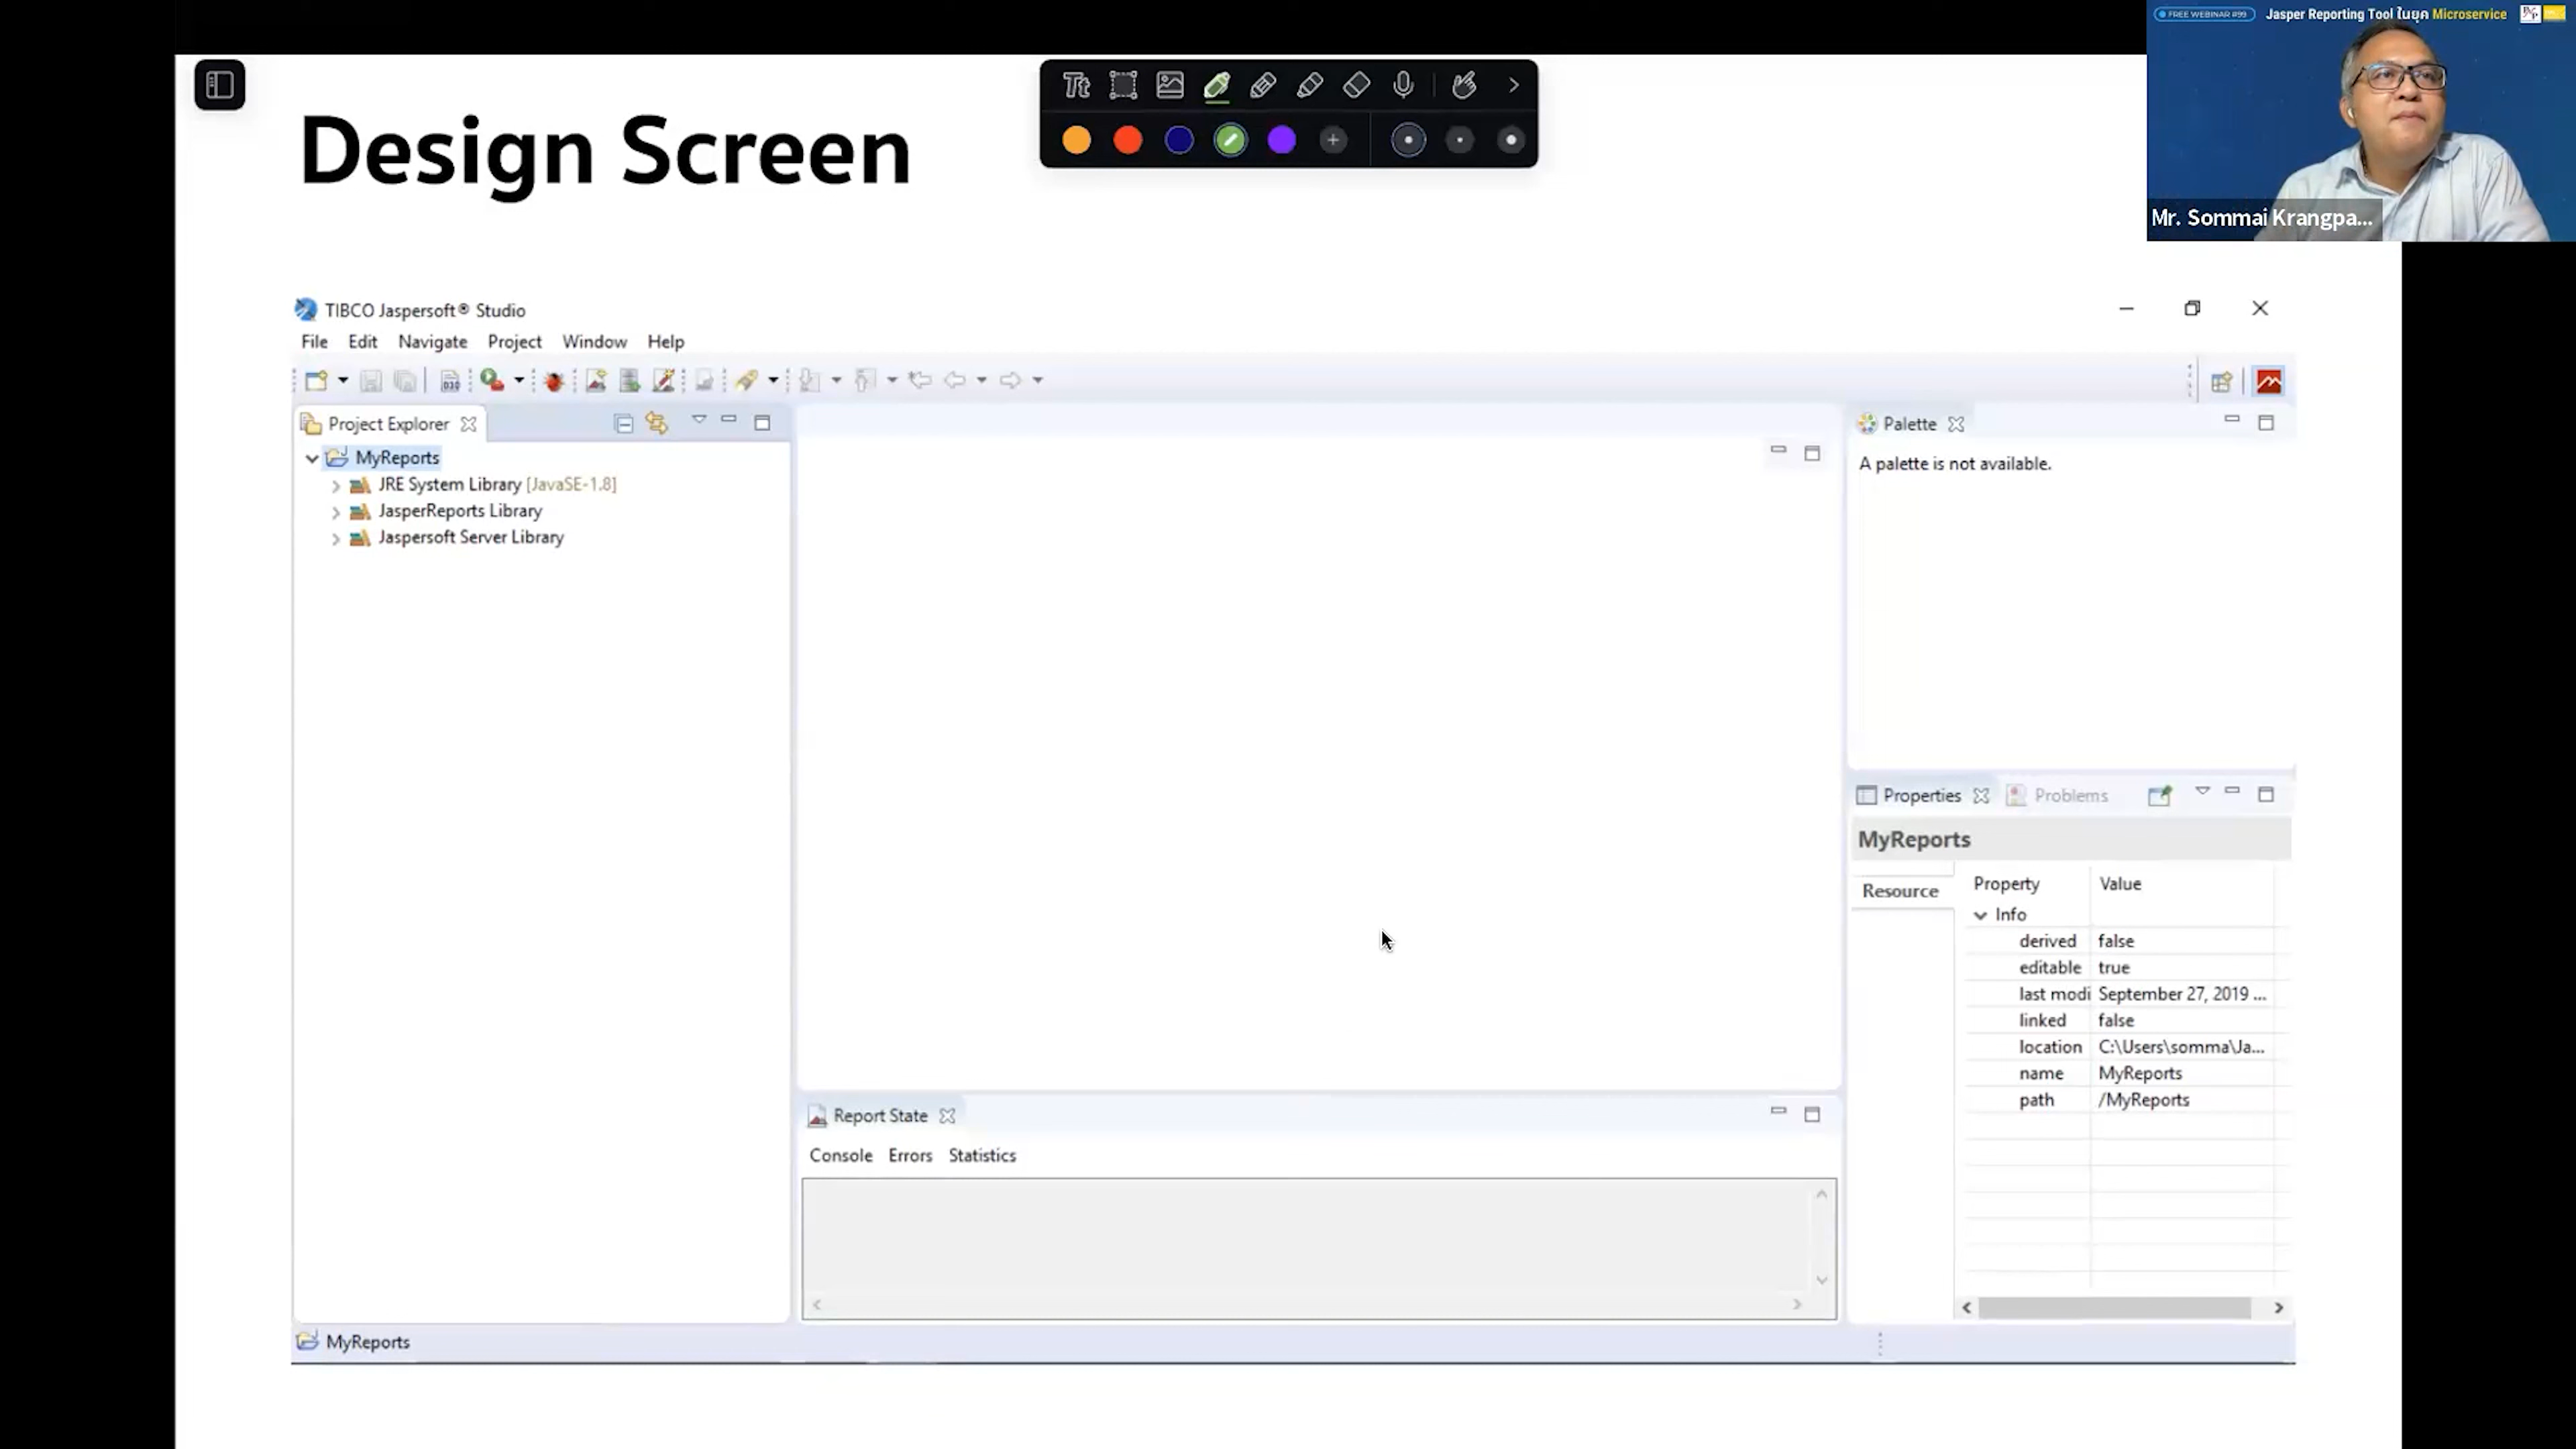 FREE WEBINAR #99 Jasper Reporting Tool ในยุค Microservice
Mr. Sommai Krangpa...
Tt
Design Screen
TIBCO Jaspersoft® Studio
File Edit Navigate Project Window Help
010
Project Explorer
MyReports
JRE System Library [JavaSE-1.8]
JasperReports Library
Jaspersoft Server Library
Palette
A palette is not available.
Properties Problems
MyReports
Resource
Property Value
Info
derived false
editable true
last modi September 27, 2019 ...
linked false
location C:\Users\somma\Ja...
name MyReports
path /MyReports
Report State
Console Errors Statistics
MyReports